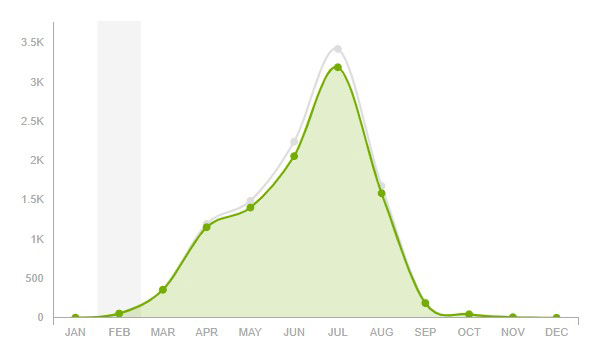 3.5K
3K
2.5K
2K
1.5K
1K
500
0
JAN FEB MAR APR MAY JUN JUL AUG SEP OCT NOV DEC